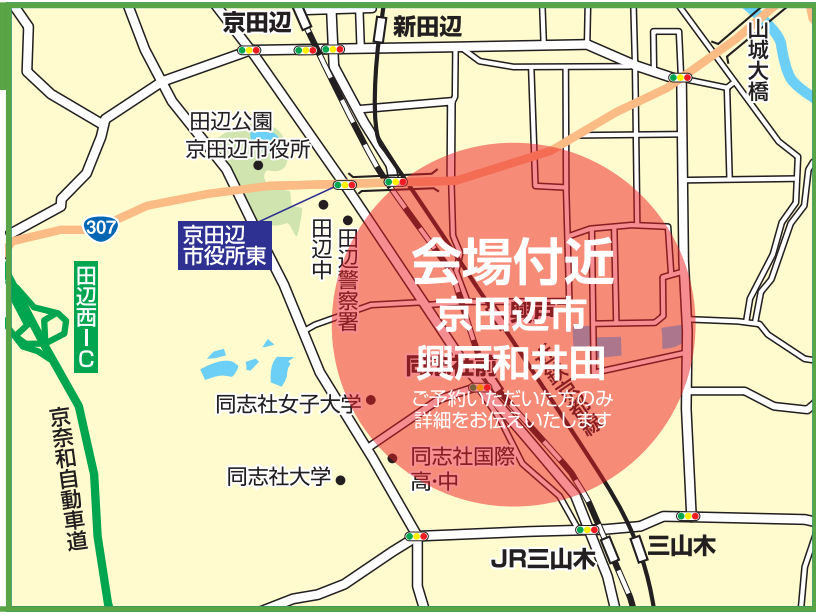 京田辺
新田辺
山城大橋
田辺公園
京田辺市役所
307
京田辺
市役所東
田辺中
田辺警察署
田辺西IC
会場付近
京田辺市
興戸和井田
ご予約いただいた方のみ
詳細をお伝えいたします
同志社女子大学
同志社大学
同志社国際
高・中
京奈和自動車道
JR三山木
三山木